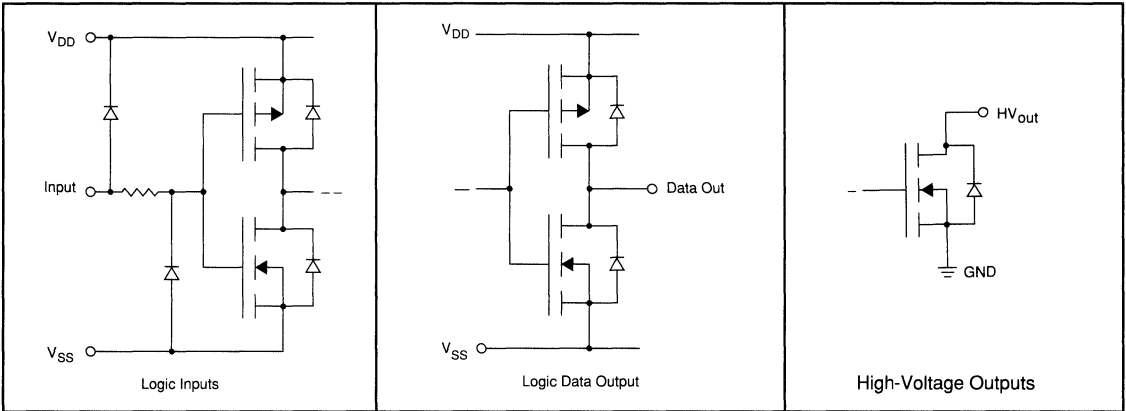 V_DD
Input
V_SS
Logic Inputs
V_DD
Data Out
V_SS
Logic Data Output
HV_out
GND
High-Voltage Outputs